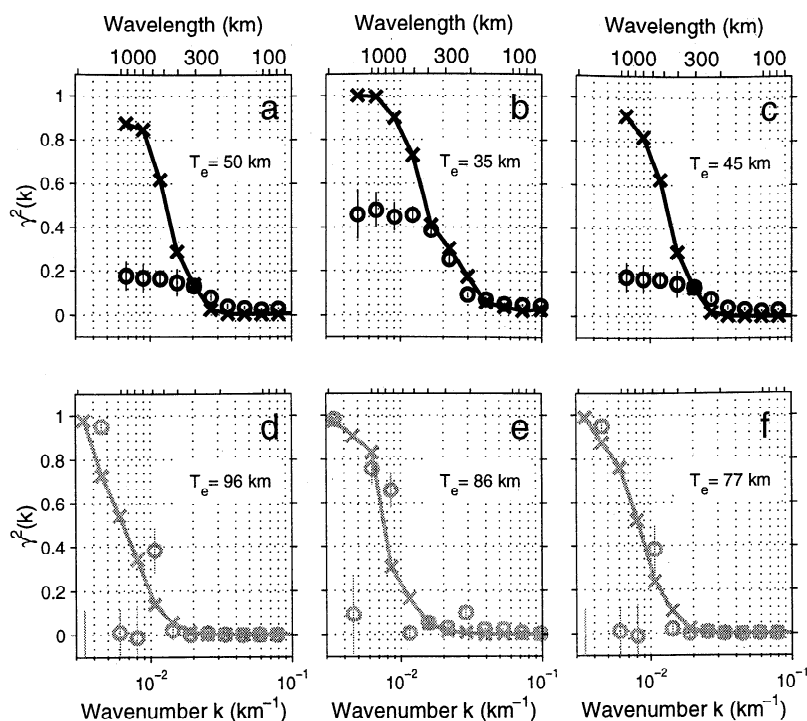 Wavelength (km) Wavelength (km) Wavelength (km)
1000 300 100 1000 300 100 1000 300 100
1 a b c
0.8 Te = 50 km Te = 35 km Te = 45 km
0.6
γ²(k) 0.4
0.2
0
1 d e f
0.8 Te = 96 km Te = 86 km Te = 77 km
0.6
γ²(k) 0.4
0.2
0
10⁻² 10⁻¹ 10⁻² 10⁻¹ 10⁻² 10⁻¹
Wavenumber k (km⁻¹) Wavenumber k (km⁻¹) Wavenumber k (km⁻¹)